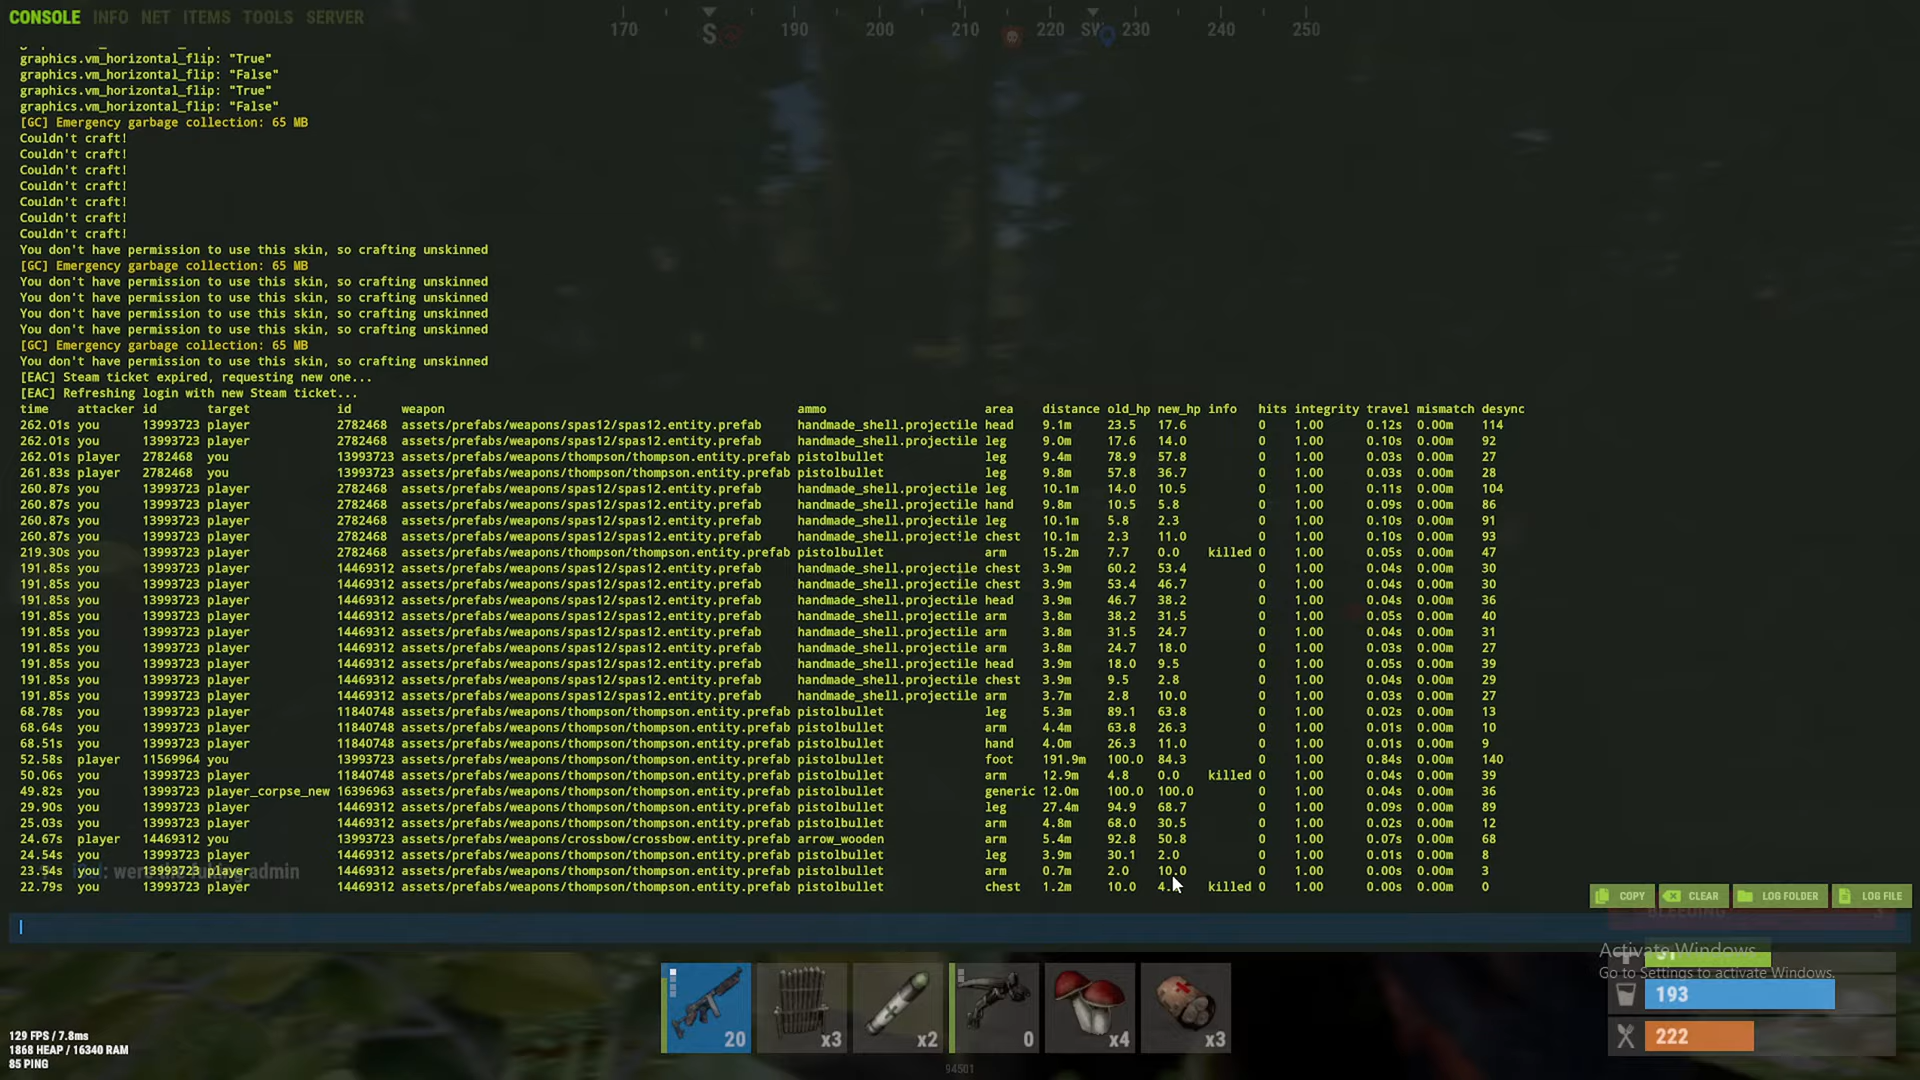 CONSOLE INFO NET ITEMS TOOLS SERVER
170 S 190 200 210 220 SW 230 240 250
graphics.vm_horizontal_flip: "True"
graphics.vm_horizontal_flip: "False"
graphics.vm_horizontal_flip: "True"
graphics.vm_horizontal_flip: "False"
[GC] Emergency garbage collection: 65 MB
Couldn't craft!
Couldn't craft!
Couldn't craft!
Couldn't craft!
Couldn't craft!
Couldn't craft!
Couldn't craft!
You don't have permission to use this skin, so crafting unskinned
[GC] Emergency garbage collection: 65 MB
You don't have permission to use this skin, so crafting unskinned
You don't have permission to use this skin, so crafting unskinned
You don't have permission to use this skin, so crafting unskinned
You don't have permission to use this skin, so crafting unskinned
[GC] Emergency garbage collection: 65 MB
You don't have permission to use this skin, so crafting unskinned
[EAC] Steam ticket expired, requesting new one...
[EAC] Refreshing login with new Steam ticket...
time attacker id target id weapon ammo area distance old_hp new_hp info hits integrity travel mismatch desync
262.01s you 13993723 player 2782468 assets/prefabs/weapons/spas12/spas12.entity.prefab handmade_shell.projectile head 9.1m 23.5 17.6 0 1.00 0.12s 0.00m 114
262.01s you 13993723 player 2782468 assets/prefabs/weapons/spas12/spas12.entity.prefab handmade_shell.projectile leg 9.0m 17.6 14.0 0 1.00 0.10s 0.00m 92
262.01s player 2782468 you 13993723 assets/prefabs/weapons/thompson/thompson.entity.prefab pistolbullet leg 9.4m 78.9 57.8 0 1.00 0.03s 0.00m 27
261.83s player 2782468 you 13993723 assets/prefabs/weapons/thompson/thompson.entity.prefab pistolbullet leg 9.8m 57.8 36.7 0 1.00 0.03s 0.00m 28
260.87s you 13993723 player 2782468 assets/prefabs/weapons/spas12/spas12.entity.prefab handmade_shell.projectile leg 10.1m 14.0 10.5 0 1.00 0.11s 0.00m 104
260.87s you 13993723 player 2782468 assets/prefabs/weapons/spas12/spas12.entity.prefab handmade_shell.projectile hand 9.8m 10.5 5.8 0 1.00 0.09s 0.00m 86
260.87s you 13993723 player 2782468 assets/prefabs/weapons/spas12/spas12.entity.prefab handmade_shell.projectile leg 10.1m 5.8 2.3 0 1.00 0.10s 0.00m 91
260.87s you 13993723 player 2782468 assets/prefabs/weapons/spas12/spas12.entity.prefab handmade_shell.projectile chest 10.1m 2.3 11.0 0 1.00 0.10s 0.00m 93
219.30s you 13993723 player 2782468 assets/prefabs/weapons/thompson/thompson.entity.prefab pistolbullet arm 15.2m 7.7 0.0 killed 0 1.00 0.05s 0.00m 47
191.85s you 13993723 player 14469312 assets/prefabs/weapons/spas12/spas12.entity.prefab handmade_shell.projectile chest 3.9m 60.2 53.4 0 1.00 0.04s 0.00m 30
191.85s you 13993723 player 14469312 assets/prefabs/weapons/spas12/spas12.entity.prefab handmade_shell.projectile chest 3.9m 53.4 46.7 0 1.00 0.04s 0.00m 30
191.85s you 13993723 player 14469312 assets/prefabs/weapons/spas12/spas12.entity.prefab handmade_shell.projectile head 3.9m 46.7 38.2 0 1.00 0.04s 0.00m 36
191.85s you 13993723 player 14469312 assets/prefabs/weapons/spas12/spas12.entity.prefab handmade_shell.projectile arm 3.8m 38.2 31.5 0 1.00 0.05s 0.00m 40
191.85s you 13993723 player 14469312 assets/prefabs/weapons/spas12/spas12.entity.prefab handmade_shell.projectile arm 3.8m 31.5 24.7 0 1.00 0.04s 0.00m 31
191.85s you 13993723 player 14469312 assets/prefabs/weapons/spas12/spas12.entity.prefab handmade_shell.projectile arm 3.8m 24.7 18.0 0 1.00 0.03s 0.00m 27
191.85s you 13993723 player 14469312 assets/prefabs/weapons/spas12/spas12.entity.prefab handmade_shell.projectile head 3.9m 18.0 9.5 0 1.00 0.05s 0.00m 39
191.85s you 13993723 player 14469312 assets/prefabs/weapons/spas12/spas12.entity.prefab handmade_shell.projectile chest 3.9m 9.5 2.8 0 1.00 0.04s 0.00m 29
191.85s you 13993723 player 14469312 assets/prefabs/weapons/spas12/spas12.entity.prefab handmade_shell.projectile arm 3.7m 2.8 10.0 0 1.00 0.03s 0.00m 27
68.78s you 13993723 player 11840748 assets/prefabs/weapons/thompson/thompson.entity.prefab pistolbullet leg 5.3m 89.1 63.8 0 1.00 0.02s 0.00m 13
68.64s you 13993723 player 11840748 assets/prefabs/weapons/thompson/thompson.entity.prefab pistolbullet arm 4.4m 63.8 26.3 0 1.00 0.01s 0.00m 10
68.51s you 13993723 player 11840748 assets/prefabs/weapons/thompson/thompson.entity.prefab pistolbullet hand 4.0m 26.3 11.0 0 1.00 0.01s 0.00m 9
52.58s player 11569964 you 13993723 assets/prefabs/weapons/thompson/thompson.entity.prefab pistolbullet foot 191.9m 100.0 84.3 0 1.00 0.84s 0.00m 140
50.06s you 13993723 player 11840748 assets/prefabs/weapons/thompson/thompson.entity.prefab pistolbullet arm 12.9m 4.8 0.0 killed 0 1.00 0.04s 0.00m 39
49.82s you 13993723 player_corpse_new 16396963 assets/prefabs/weapons/thompson/thompson.entity.prefab pistolbullet generic 12.0m 100.0 100.0 0 1.00 0.04s 0.00m 36
29.90s you 13993723 player 14469312 assets/prefabs/weapons/thompson/thompson.entity.prefab pistolbullet leg 27.4m 94.9 68.7 0 1.00 0.09s 0.00m 89
25.03s you 13993723 player 14469312 assets/prefabs/weapons/thompson/thompson.entity.prefab pistolbullet arm 4.8m 68.0 30.5 0 1.00 0.02s 0.00m 12
24.67s player 14469312 you 13993723 assets/prefabs/weapons/crossbow/crossbow.entity.prefab arrow_wooden arm 5.4m 92.8 50.8 0 1.00 0.07s 0.00m 68
24.54s you 13993723 player 14469312 assets/prefabs/weapons/thompson/thompson.entity.prefab pistolbullet leg 3.9m 30.1 2.0 0 1.00 0.01s 0.00m 8
23.54s you 13993723 player 14469312 assets/prefabs/weapons/thompson/thompson.entity.prefab pistolbullet arm 0.7m 2.0 10.0 0 1.00 0.00s 0.00m 3
admin
22.79s you 13993723 player 14469312 assets/prefabs/weapons/thompson/thompson.entity.prefab pistolbullet chest 1.2m 10.0 killed 0 1.00 0.00s 0.00m 0
COPY CLEAR LOG FOLDER LOG FILE
BLEEDING
Activate Windows
Go to Settings to activate Windows.
193
222
20 x3 x2 0 x4 x3
94501
129 FPS / 7.8ms
1868 HEAP / 16340 RAM
85 PING